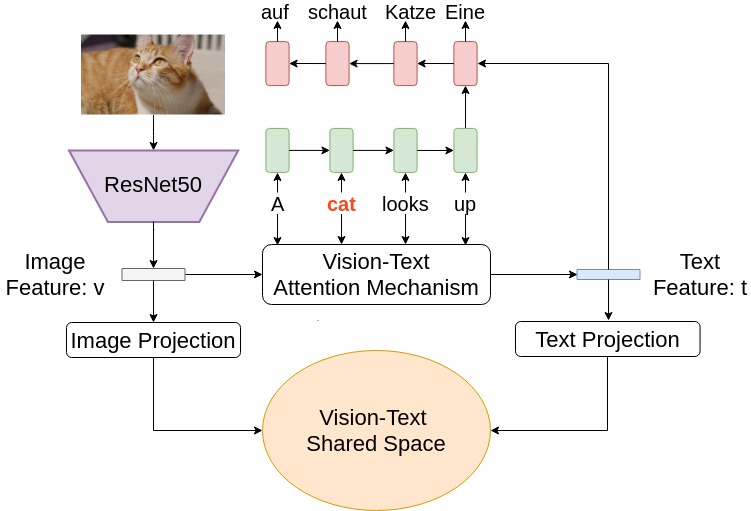 auf schaut Katze Eine
ResNet50
A cat looks up
Image
Feature: v
Vision-Text
Attention Mechanism
Text
Feature: t
Image Projection
Text Projection
Vision-Text
Shared Space